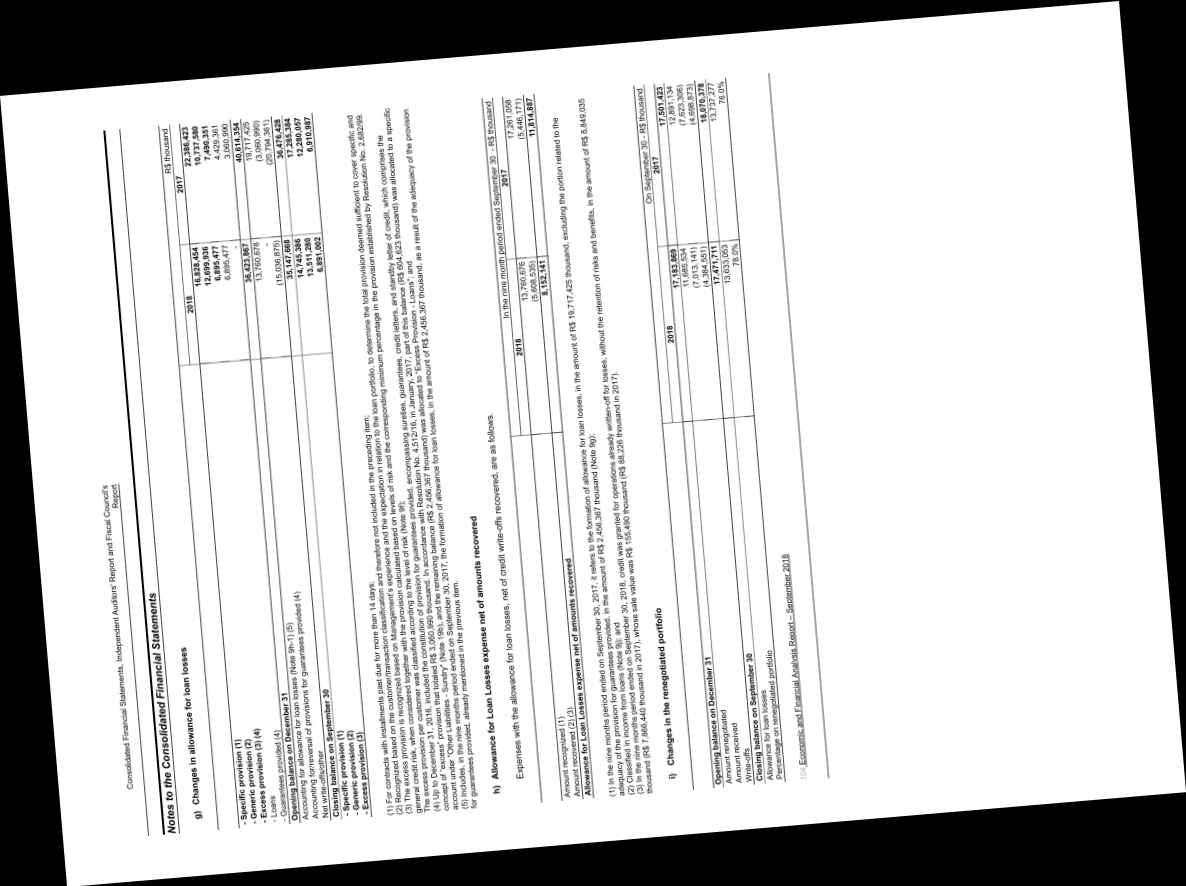 Consolidated Financial Statements, Independent Auditors' Report and Fiscal Council's
Report
Notes to the Consolidated Financial Statements
g) Changes in allowance for loan losses
R$ thousand
2018 2017
- Specific provision (1) 16,828,454 22,386,423
- Generic provision (2) 12,699,936 10,737,580
- Excess provision (3) (4) 6,895,477 7,490,351
- Loans 6,895,477 4,429,361
- Guarantees provided (4) - 3,060,990
Opening balance on December 31 36,423,867 40,614,354
Accounting for allowance for loan losses (Note 9h-1) (5) 13,760,676 19,717,425
Accounting for/reversal of provisions for guarantees provided (4) - (3,060,990)
Net write-offs/other (15,036,875) (20,794,361)
Closing balance on September 30 35,147,668 36,476,428
- Specific provision (1) 14,745,386 17,285,384
- Generic provision (2) 13,511,280 12,280,057
- Excess provision (3) 6,891,002 6,910,987
(1) For contracts with installments past due for more than 14 days;
(2) Recognized based on the customer/transaction classification and therefore not included in the preceding item;
(3) The excess provision is recognized based on Management's experience and the expectation in relation to the loan portfolio, to determine the total provision deemed sufficient to cover specific and
general credit risk, when considered together with the provision calculated based on levels of risk and the corresponding minimum percentage in the provision established by Resolution No. 2,682/99.
The excess provision per customer was classified according to the level of risk (Note 9f);
(4) Up to December 31, 2016, included the constitution of provision for guarantees provided, encompassing sureties, guarantees, credit letters, and standby letter of credit, which comprises the
concept of "excess" provision that totaled R$ 3,060,990 thousand. In accordance with Resolution No. 4,512/16, in January, 2017, part of this balance (R$ 604,623 thousand) was allocated to a specific
account under "Other Liabilities - Sundry" (Note 19b), and the remaining balance (R$ 2,456,367 thousand) was allocated to "Excess Provision - Loans"; and
(5) Includes, in the nine months period ended on September 30, 2017, the formation of allowance for loan losses, in the amount of R$ 2,456,367 thousand, as a result of the adequacy of the provision
for guarantees provided, already mentioned in the previous item.
h) Allowance for Loan Losses expense net of amounts recovered
Expenses with the allowance for loan losses, net of credit write-offs recovered, are as follows.
In the nine month period ended September 30 - R$ thousand
2018 2017
Amount recognized (1) 13,760,676 17,261,058
Amount recovered (2) (3) (5,608,535) (5,446,171)
Allowance for Loan Losses expense net of amounts recovered 8,152,141 11,814,887
(1) In the nine months period ended on September 30, 2017, it refers to the formation of allowance for loan losses, in the amount of R$ 19,717,425 thousand, excluding the portion related to the
adequacy of the provision for guarantees provided, in the amount of R$ 2,456,367 thousand (Note 9g);
(2) Classified in income from loans (Note 9j); and
(3) In the nine months period ended on September 30, 2018, credit was granted for operations already written-off for losses, without the retention of risks and benefits, in the amount of R$ 8,849,035
thousand (R$ 7,866,440 thousand in 2017), whose sale value was R$ 155,490 thousand (R$ 88,226 thousand in 2017).
i) Changes in the renegotiated portfolio
On September 30 - R$ thousand
2018 2017
Opening balance on December 31 17,183,869 17,501,423
Amount renegotiated 11,685,534 12,891,134
Amount received (7,013,141) (7,623,306)
Write-offs (4,384,551) (4,698,873)
Closing balance on September 30 17,471,711 18,070,378
Allowance for loan losses 13,633,053 13,737,277
Percentage on renegotiated portfolio 78.0% 76.0%
104 Economic and Financial Analysis Report – September 2018